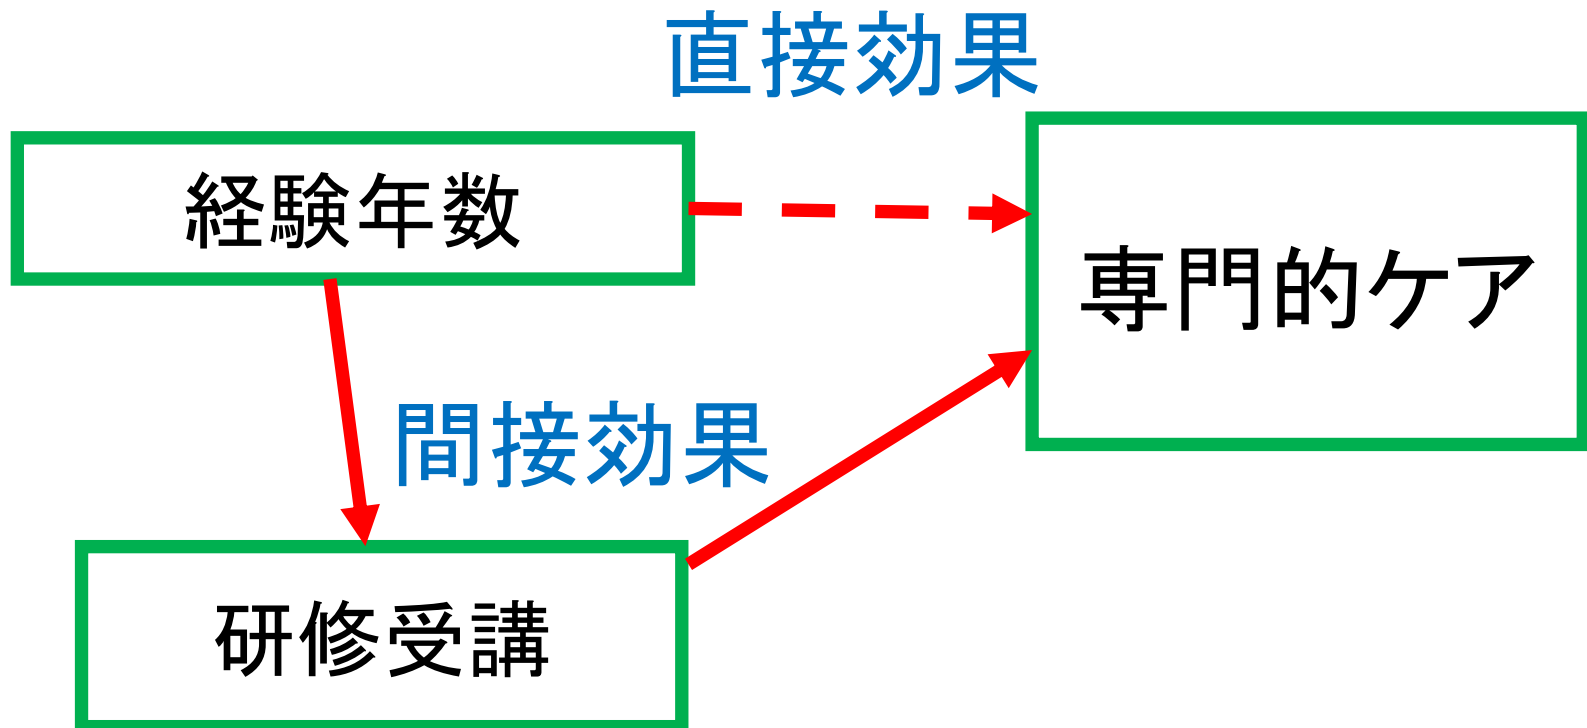 直接効果
経験年数
専門的ケア
間接効果
研修受講